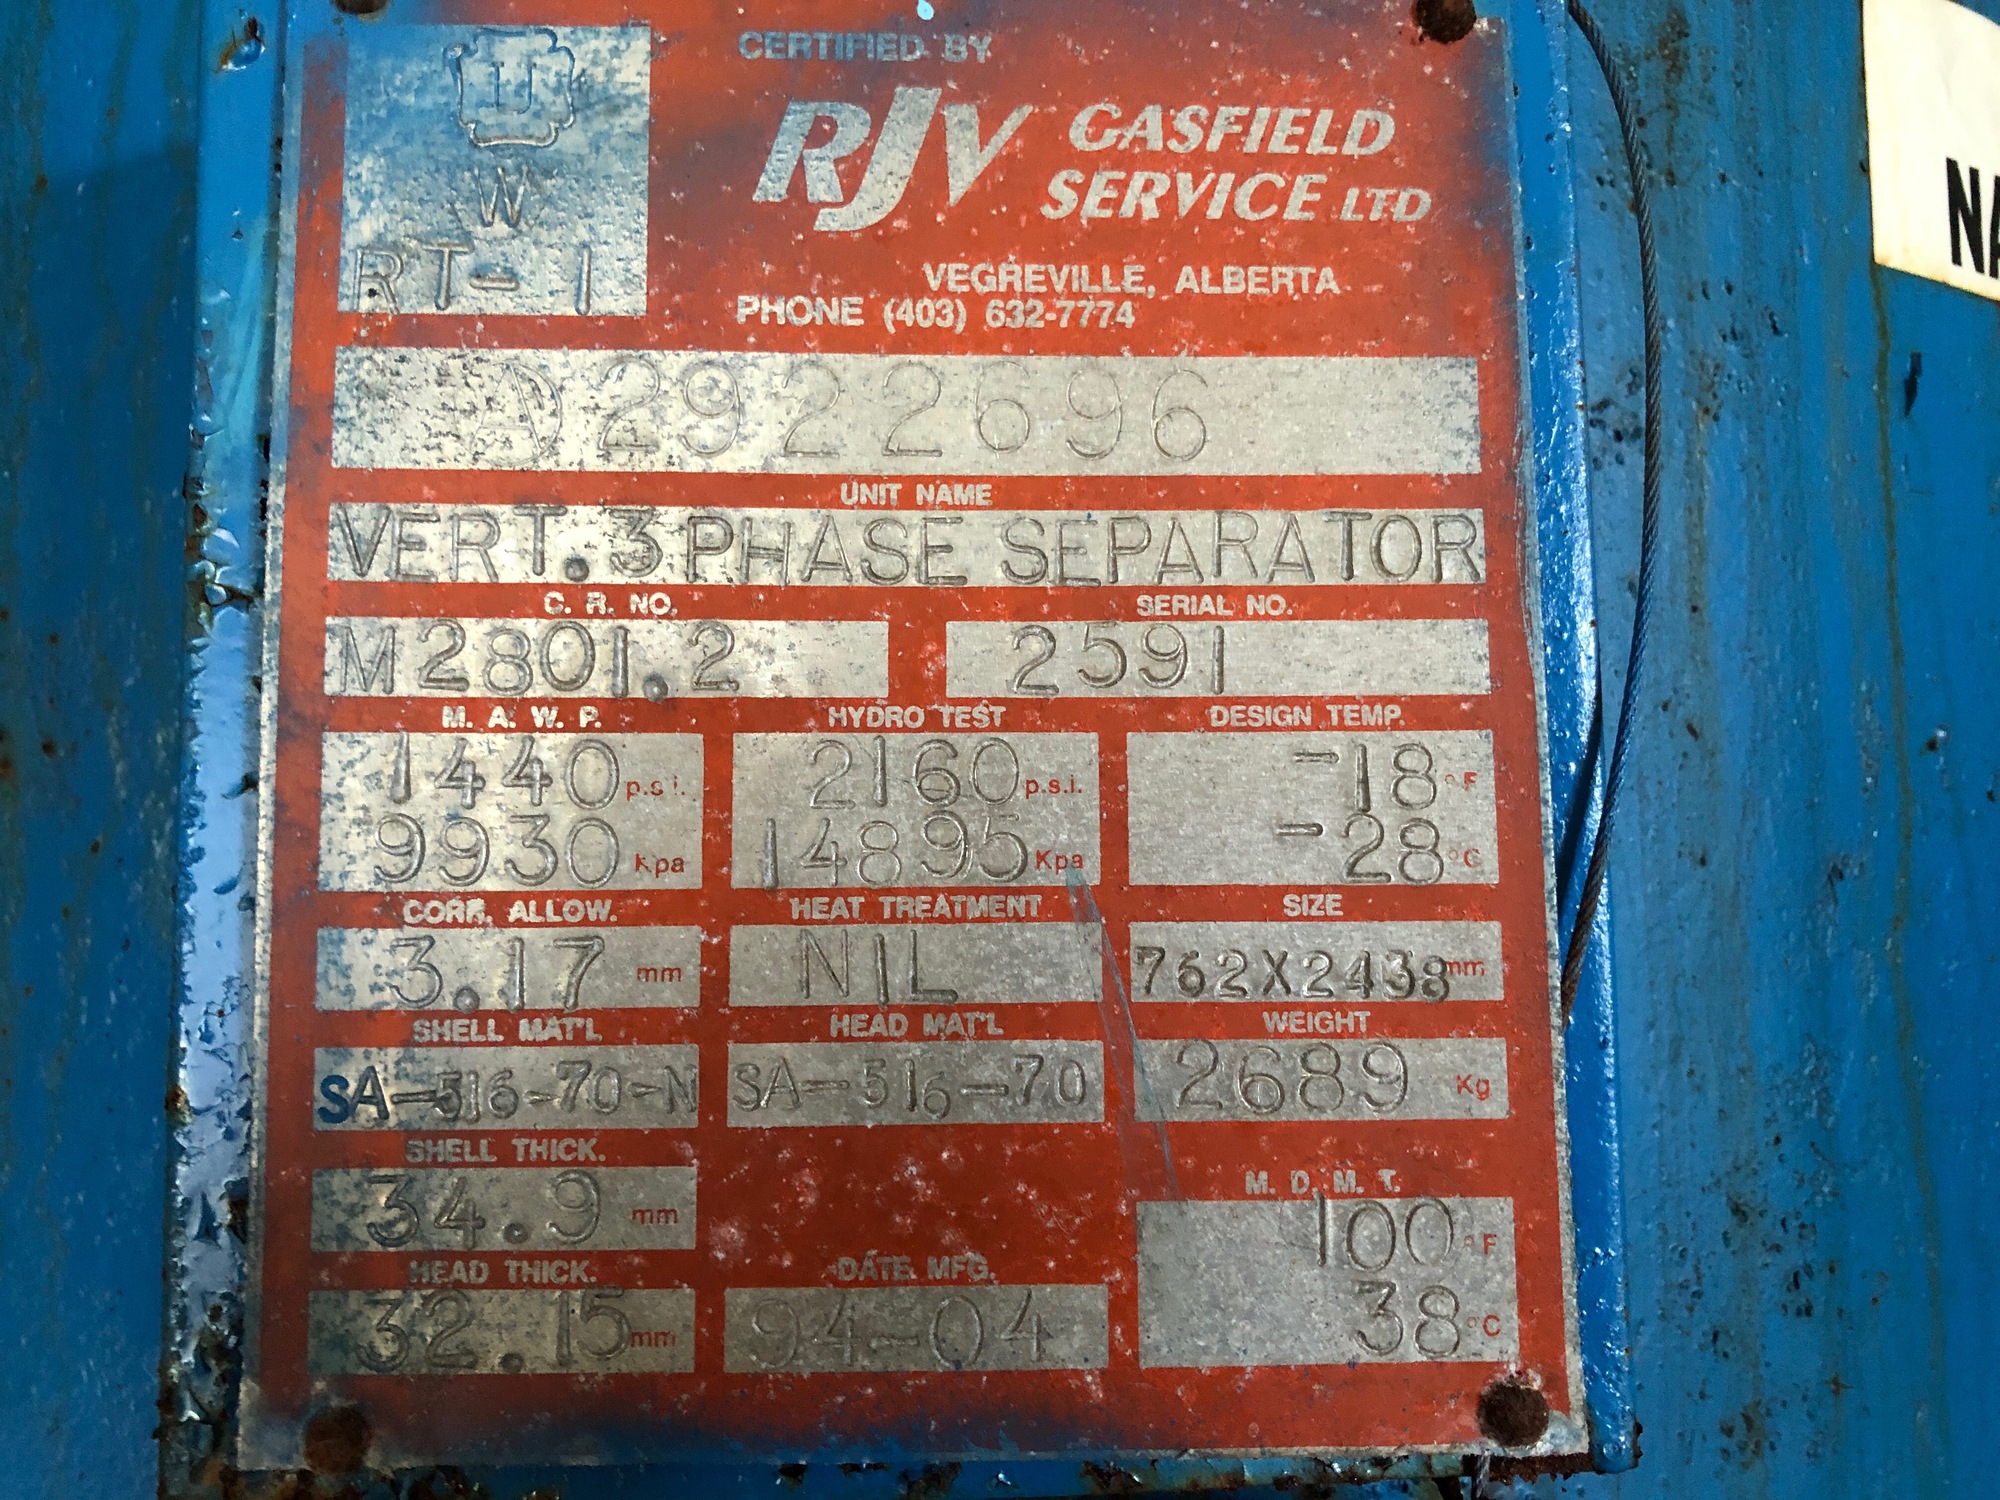 U
W
RT-1
CERTIFIED BY
RJV GASFIELD SERVICE LTD
VEGREVILLE, ALBERTA
PHONE (403) 632-7774
A2922696
UNIT NAME
VERT. 3 PHASE SEPARATOR
C. R. NO. SERIAL NO.
M2801.2 2591
M. A. W. P. HYDRO TEST DESIGN TEMP.
1440 p.s.i. 2160 p.s.i. -18 °F
9930 Kpa 14895 Kpa -28 °C
CORR. ALLOW. HEAT TREATMENT SIZE
3.17 mm NIL 762X2438 mm
SHELL MAT'L HEAD MAT'L WEIGHT
SA-516-70-N SA-516-70 2689 Kg
SHELL THICK. M. D. M. T.
34.9 mm 100 °F
HEAD THICK. DATE MFG. 38 °C
32.15 mm 94-04
NA